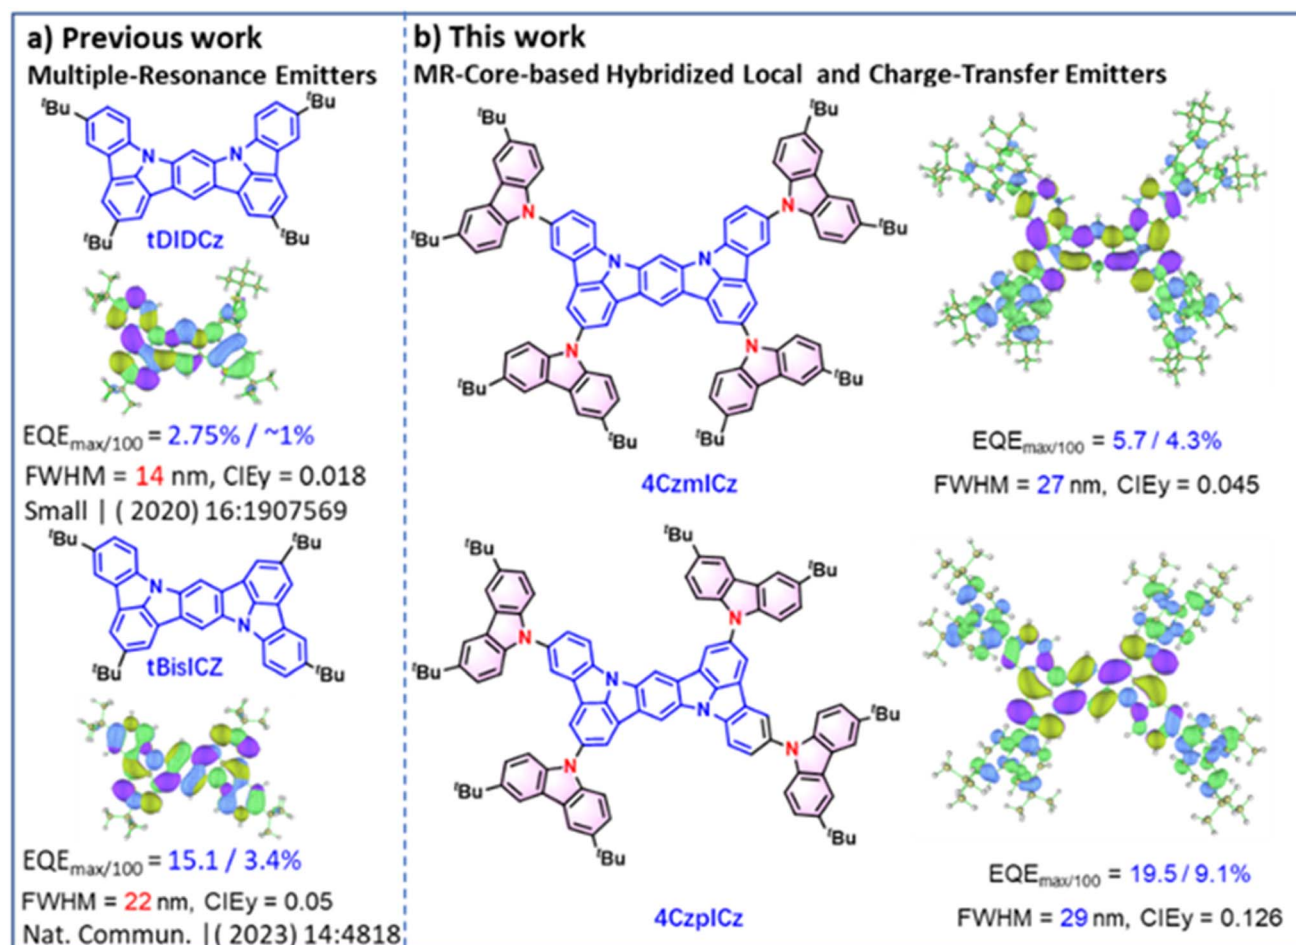 a) Previous work
Multiple-Resonance Emitters
tBu
tBu
N
N
tBu
tBu
tDIDCz
EQEmax/100 = 2.75% / ~1%
FWHM = 14 nm, CIEy = 0.018
Small | ( 2020) 16:1907569
tBu
tBu
N
N
tBu
tBu
tBisICZ
EQEmax/100 = 15.1 / 3.4%
FWHM = 22 nm, CIEy = 0.05
Nat. Commun. |( 2023) 14:4818
b) This work
MR-Core-based Hybridized Local and Charge-Transfer Emitters
tBu
tBu
tBu
N
N
tBu
N
N
N
N
tBu
tBu
tBu
tBu
4CzmICz
EQEmax/100 = 5.7 / 4.3%
FWHM = 27 nm, CIEy = 0.045
tBu
tBu
tBu
N
N
tBu
N
N
tBu
N
N
tBu
tBu
tBu
4CzpICz
EQEmax/100 = 19.5 / 9.1%
FWHM = 29 nm, CIEy = 0.126